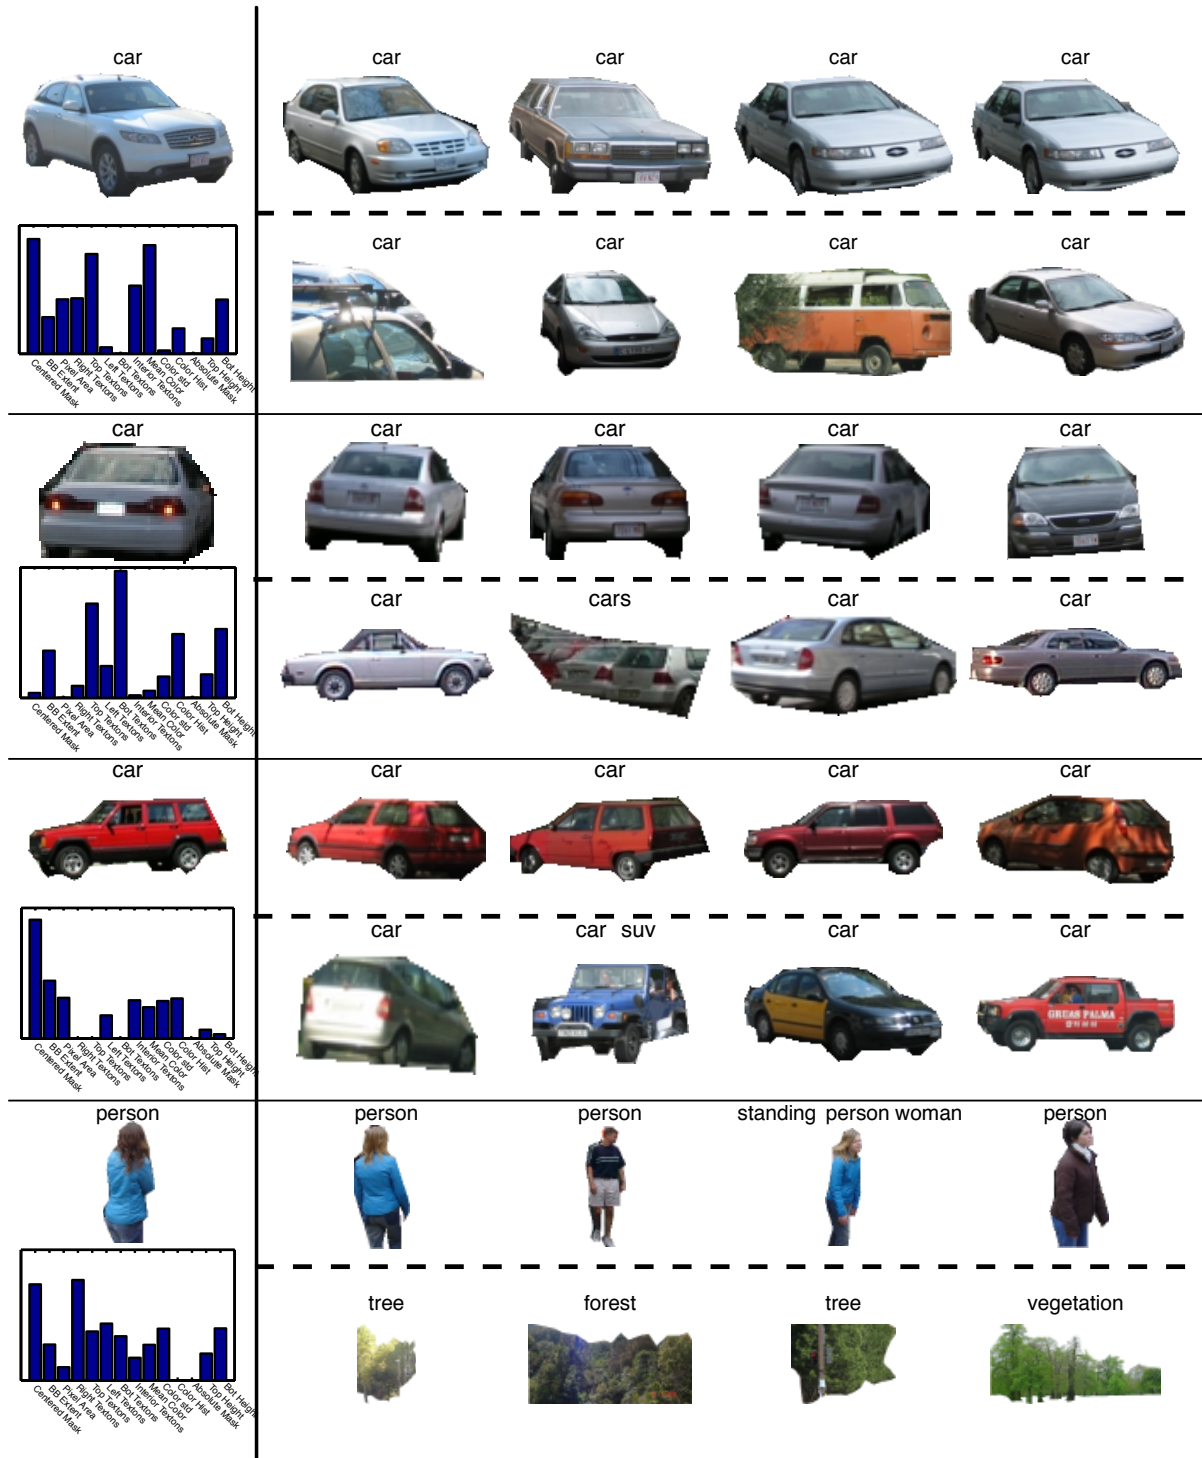 car
car car car car
car car car car
Centered Mask
BB Extent
Pixel Area
Right Textons
Top Textons
Left Textons
Bot Textons
Interior Textons
Mean Color
Color std
Color Hist
Absolute Mask
Top Height
Bot Height
car
car car car car
car cars car car
Centered Mask
BB Extent
Pixel Area
Right Textons
Top Textons
Left Textons
Bot Textons
Interior Textons
Mean Color
Color std
Color Hist
Absolute Mask
Top Height
Bot Height
car
car car car car
car car suv car car
GRUAS PALMA
Centered Mask
BB Extent
Pixel Area
Right Textons
Top Textons
Left Textons
Bot Textons
Interior Textons
Mean Color
Color std
Color Hist
Absolute Mask
Top Height
Bot Height
person
person person standing person woman person
tree forest tree vegetation
Centered Mask
BB Extent
Pixel Area
Right Textons
Top Textons
Left Textons
Bot Textons
Interior Textons
Mean Color
Color std
Color Hist
Absolute Mask
Top Height
Bot Height